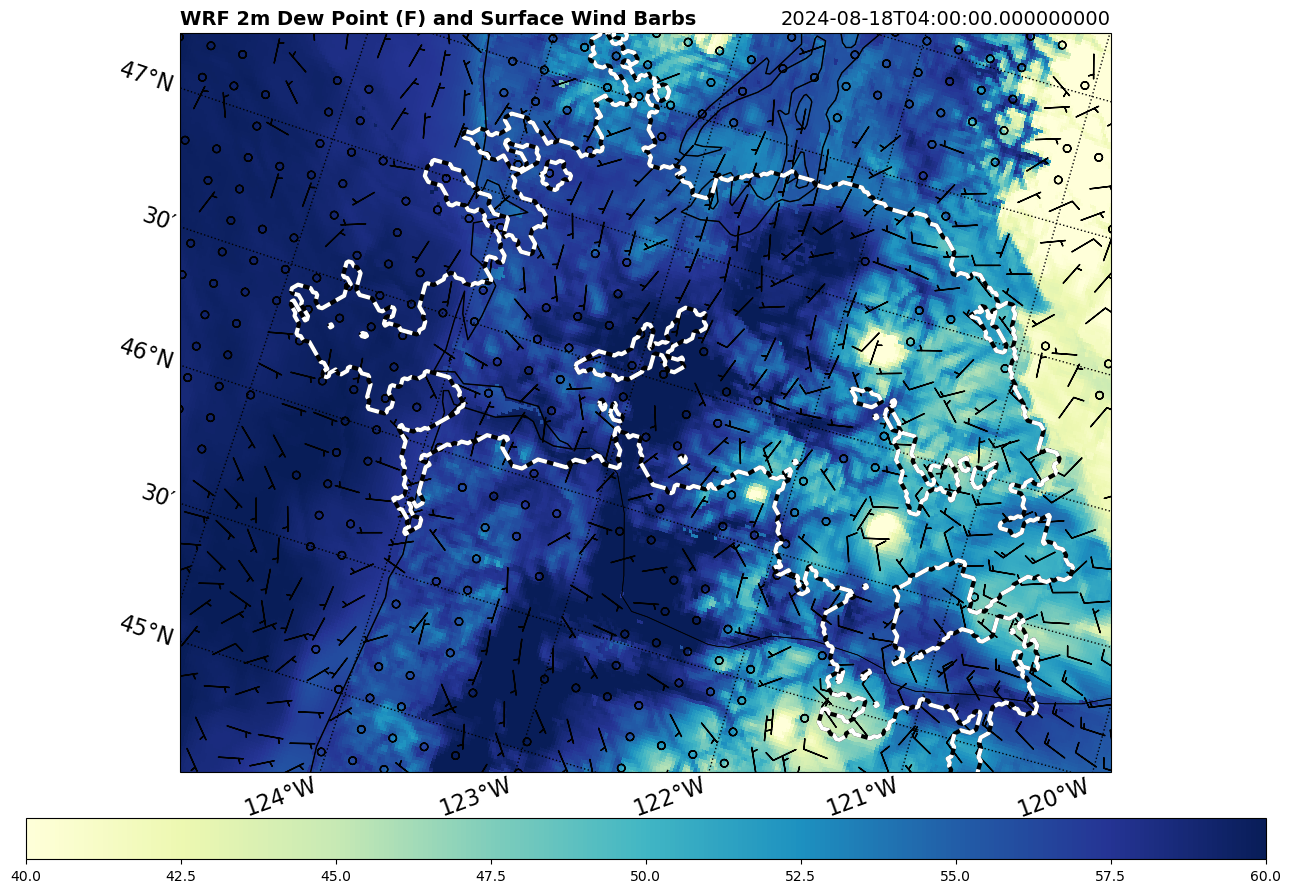 WRF 2m Dew Point (F) and Surface Wind Barbs 2024-08-18T04:00:00.000000000
47°N
30′
46°N
30′
45°N
124°W 123°W 122°W 121°W 120°W
40.0 42.5 45.0 47.5 50.0 52.5 55.0 57.5 60.0